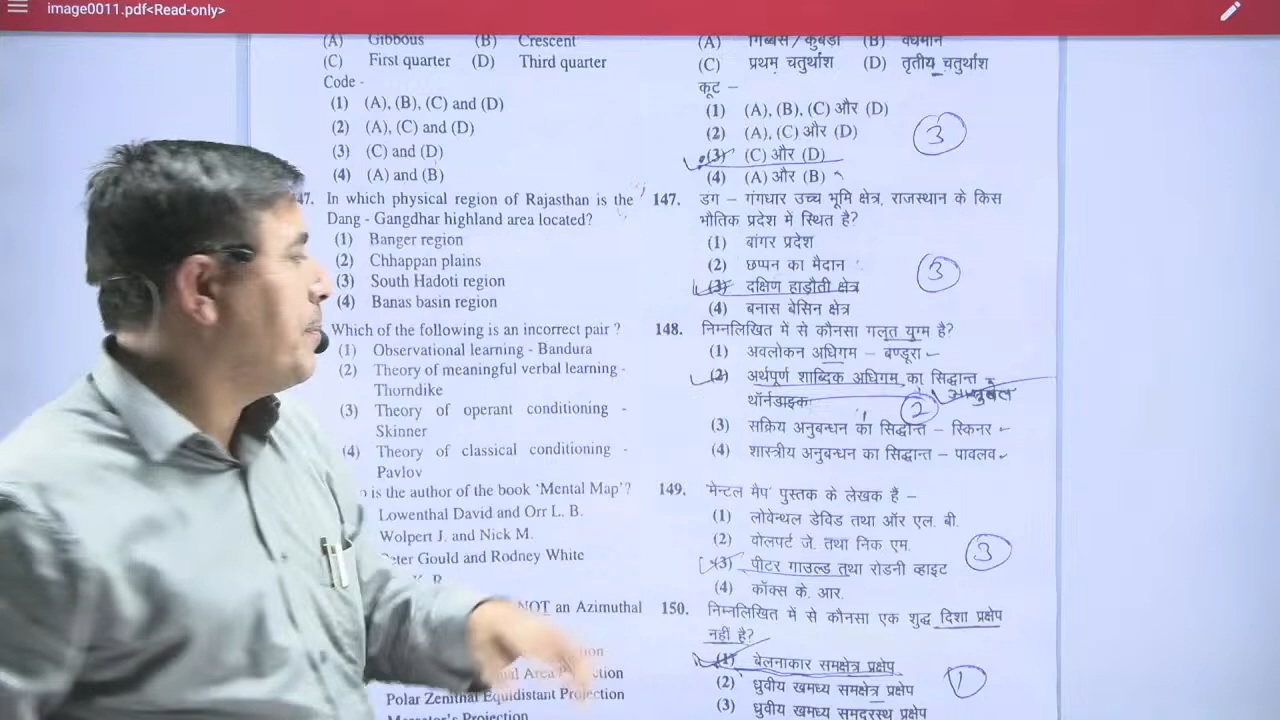 image0011.pdf<Read-only>
(A) Gibbous (B) Crescent
(C) First quarter (D) Third quarter
Code -
(1) (A), (B), (C) and (D)
(2) (A), (C) and (D)
(3) (C) and (D)
(4) (A) and (B)
47. In which physical region of Rajasthan is the
Dang - Gangdhar highland area located?
(1) Banger region
(2) Chhappan plains
(3) South Hadoti region
(4) Banas basin region
Which of the following is an incorrect pair ?
(1) Observational learning - Bandura
(2) Theory of meaningful verbal learning -
Thorndike
(3) Theory of operant conditioning -
Skinner
(4) Theory of classical conditioning -
Pavlov
o is the author of the book 'Mental Map'?
Lowenthal David and Orr L. B.
Wolpert J. and Nick M.
eter Gould and Rodney White
K. R.
NOT an Azimuthal
Polar Zenithal Equidistant Projection
Mercator's Projection
(A) गिब्बस / कुबड़ा (B) वर्धमान
(C) प्रथम चतुर्थांश (D) तृतीय चतुर्थांश
कूट –
(1) (A), (B), (C) और (D)
(2) (A), (C) और (D)
(3) (C) और (D)
(4) (A) और (B)
3
147. डग – गंगधार उच्च भूमि क्षेत्र, राजस्थान के किस
भौतिक प्रदेश में स्थित है?
(1) बांगर प्रदेश
(2) छप्पन का मैदान
(3) दक्षिण हाड़ौती क्षेत्र
(4) बनास बेसिन क्षेत्र
3
148. निम्नलिखित में से कौनसा गलत युग्म है?
(1) अवलोकन अधिगम – बण्डूरा
(2) अर्थपूर्ण शाब्दिक अधिगम का सिद्धान्त –
थॉर्नडाइक
2
(3) सक्रिय अनुबन्धन का सिद्धान्त – स्किनर
(4) शास्त्रीय अनुबन्धन का सिद्धान्त – पावलव
149. 'मेन्टल मैप' पुस्तक के लेखक हैं –
(1) लोवेन्थल डेविड तथा ऑर एल. बी.
(2) वोलपर्ट जे. तथा निक एम.
(3) पीटर गाउल्ड तथा रोडनी व्हाइट
(4) कॉक्स के. आर.
3
150. निम्नलिखित में से कौनसा एक शुद्ध दिशा प्रक्षेप
नहीं है?
(1) बेलनाकार समक्षेत्र प्रक्षेप
(2) ध्रुवीय खमध्य समक्षेत्र प्रक्षेप
(3) ध्रुवीय खमध्य समदूरस्थ प्रक्षेप
1